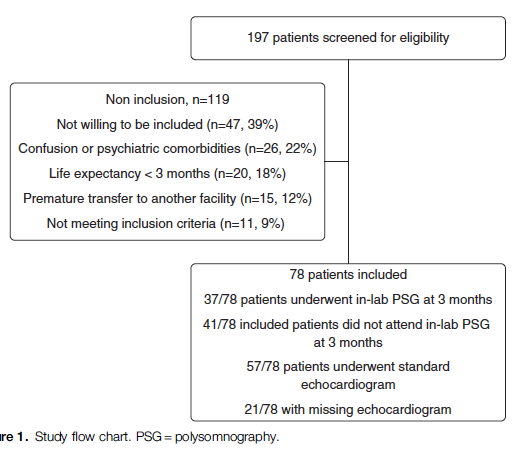 197 patients screened for eligibility
Non inclusion, n=119
Not willing to be included (n=47, 39%)
Confusion or psychiatric comorbidities (n=26, 22%)
Life expectancy < 3 months (n=20, 18%)
Premature transfer to another facility (n=15, 12%)
Not meeting inclusion criteria (n=11, 9%)
78 patients included
37/78 patients underwent in-lab PSG at 3 months
41/78 included patients did not attend in-lab PSG
at 3 months
57/78 patients underwent standard
echocardiogram
21/78 with missing echocardiogram
re 1. Study flow chart. PSG = polysomnography.